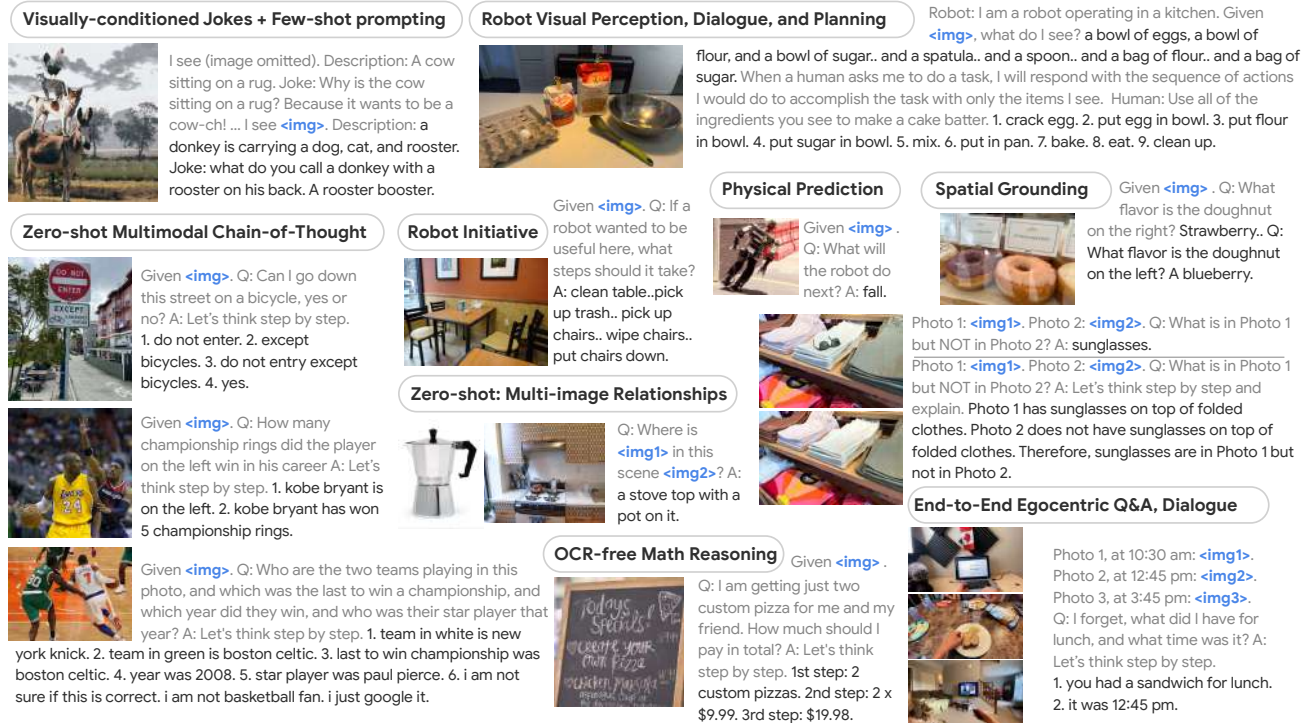 Visually-conditioned Jokes + Few-shot prompting
I see (image omitted). Description: A cow
sitting on a rug. Joke: Why is the cow
sitting on a rug? Because it wants to be a
cow-ch! ... I see <img>. Description: a
donkey is carrying a dog, cat, and rooster.
Joke: what do you call a donkey with a
rooster on his back. A rooster booster.
Robot Visual Perception, Dialogue, and Planning
Robot: I am a robot operating in a kitchen. Given
<img>, what do I see? a bowl of eggs, a bowl of
flour, and a bowl of sugar.. and a spatula.. and a spoon.. and a bag of flour.. and a bag of
sugar. When a human asks me to do a task, I will respond with the sequence of actions
I would do to accomplish the task with only the items I see. Human: Use all of the
ingredients you see to make a cake batter. 1. crack egg. 2. put egg in bowl. 3. put flour
in bowl. 4. put sugar in bowl. 5. mix. 6. put in pan. 7. bake. 8. eat. 9. clean up.
Zero-shot Multimodal Chain-of-Thought
DO NOT
ENTER
EXCEPT
Given <img>. Q: Can I go down
this street on a bicycle, yes or
no? A: Let's think step by step.
1. do not enter. 2. except
bicycles. 3. do not entry except
bicycles. 4. yes.
Lakers
24
Given <img>. Q: How many
championship rings did the player
on the left win in his career A: Let's
think step by step. 1. kobe bryant is
on the left. 2. kobe bryant has won
5 championship rings.
30
Given <img>. Q: Who are the two teams playing in this
photo, and which was the last to win a championship, and
which year did they win, and who was their star player that
year? A: Let's think step by step. 1. team in white is new
york knick. 2. team in green is boston celtic. 3. last to win championship was
boston celtic. 4. year was 2008. 5. star player was paul pierce. 6. i am not
sure if this is correct. i am not basketball fan. i just google it.
Robot Initiative
Given <img>. Q: If a
robot wanted to be
useful here, what
steps should it take?
A: clean table..pick
up trash.. pick up
chairs.. wipe chairs..
put chairs down.
Zero-shot: Multi-image Relationships
Q: Where is
<img1> in this
scene <img2>? A:
a stove top with a
pot on it.
OCR-free Math Reasoning
Todays
Specials!
CREATE YOUR
OWN PIZZA
CHICKEN
Given <img> .
Q: I am getting just two
custom pizza for me and my
friend. How much should I
pay in total? A: Let's think
step by step. 1st step: 2
custom pizzas. 2nd step: 2 x
$9.99. 3rd step: $19.98.
Physical Prediction
Given <img> .
Q: What will
the robot do
next? A: fall.
Spatial Grounding
Given <img> . Q: What
flavor is the doughnut
on the right? Strawberry.. Q:
What flavor is the doughnut
on the left? A blueberry.
Photo 1: <img1>. Photo 2: <img2>. Q: What is in Photo 1
but NOT in Photo 2? A: sunglasses.
Photo 1: <img1>. Photo 2: <img2>. Q: What is in Photo 1
but NOT in Photo 2? A: Let's think step by step and
explain. Photo 1 has sunglasses on top of folded
clothes. Photo 2 does not have sunglasses on top of
folded clothes. Therefore, sunglasses are in Photo 1 but
not in Photo 2.
End-to-End Egocentric Q&A, Dialogue
Photo 1, at 10:30 am: <img1>.
Photo 2, at 12:45 pm: <img2>.
Photo 3, at 3:45 pm: <img3>.
Q: I forget, what did I have for
lunch, and what time was it? A:
Let's think step by step.
1. you had a sandwich for lunch.
2. it was 12:45 pm.